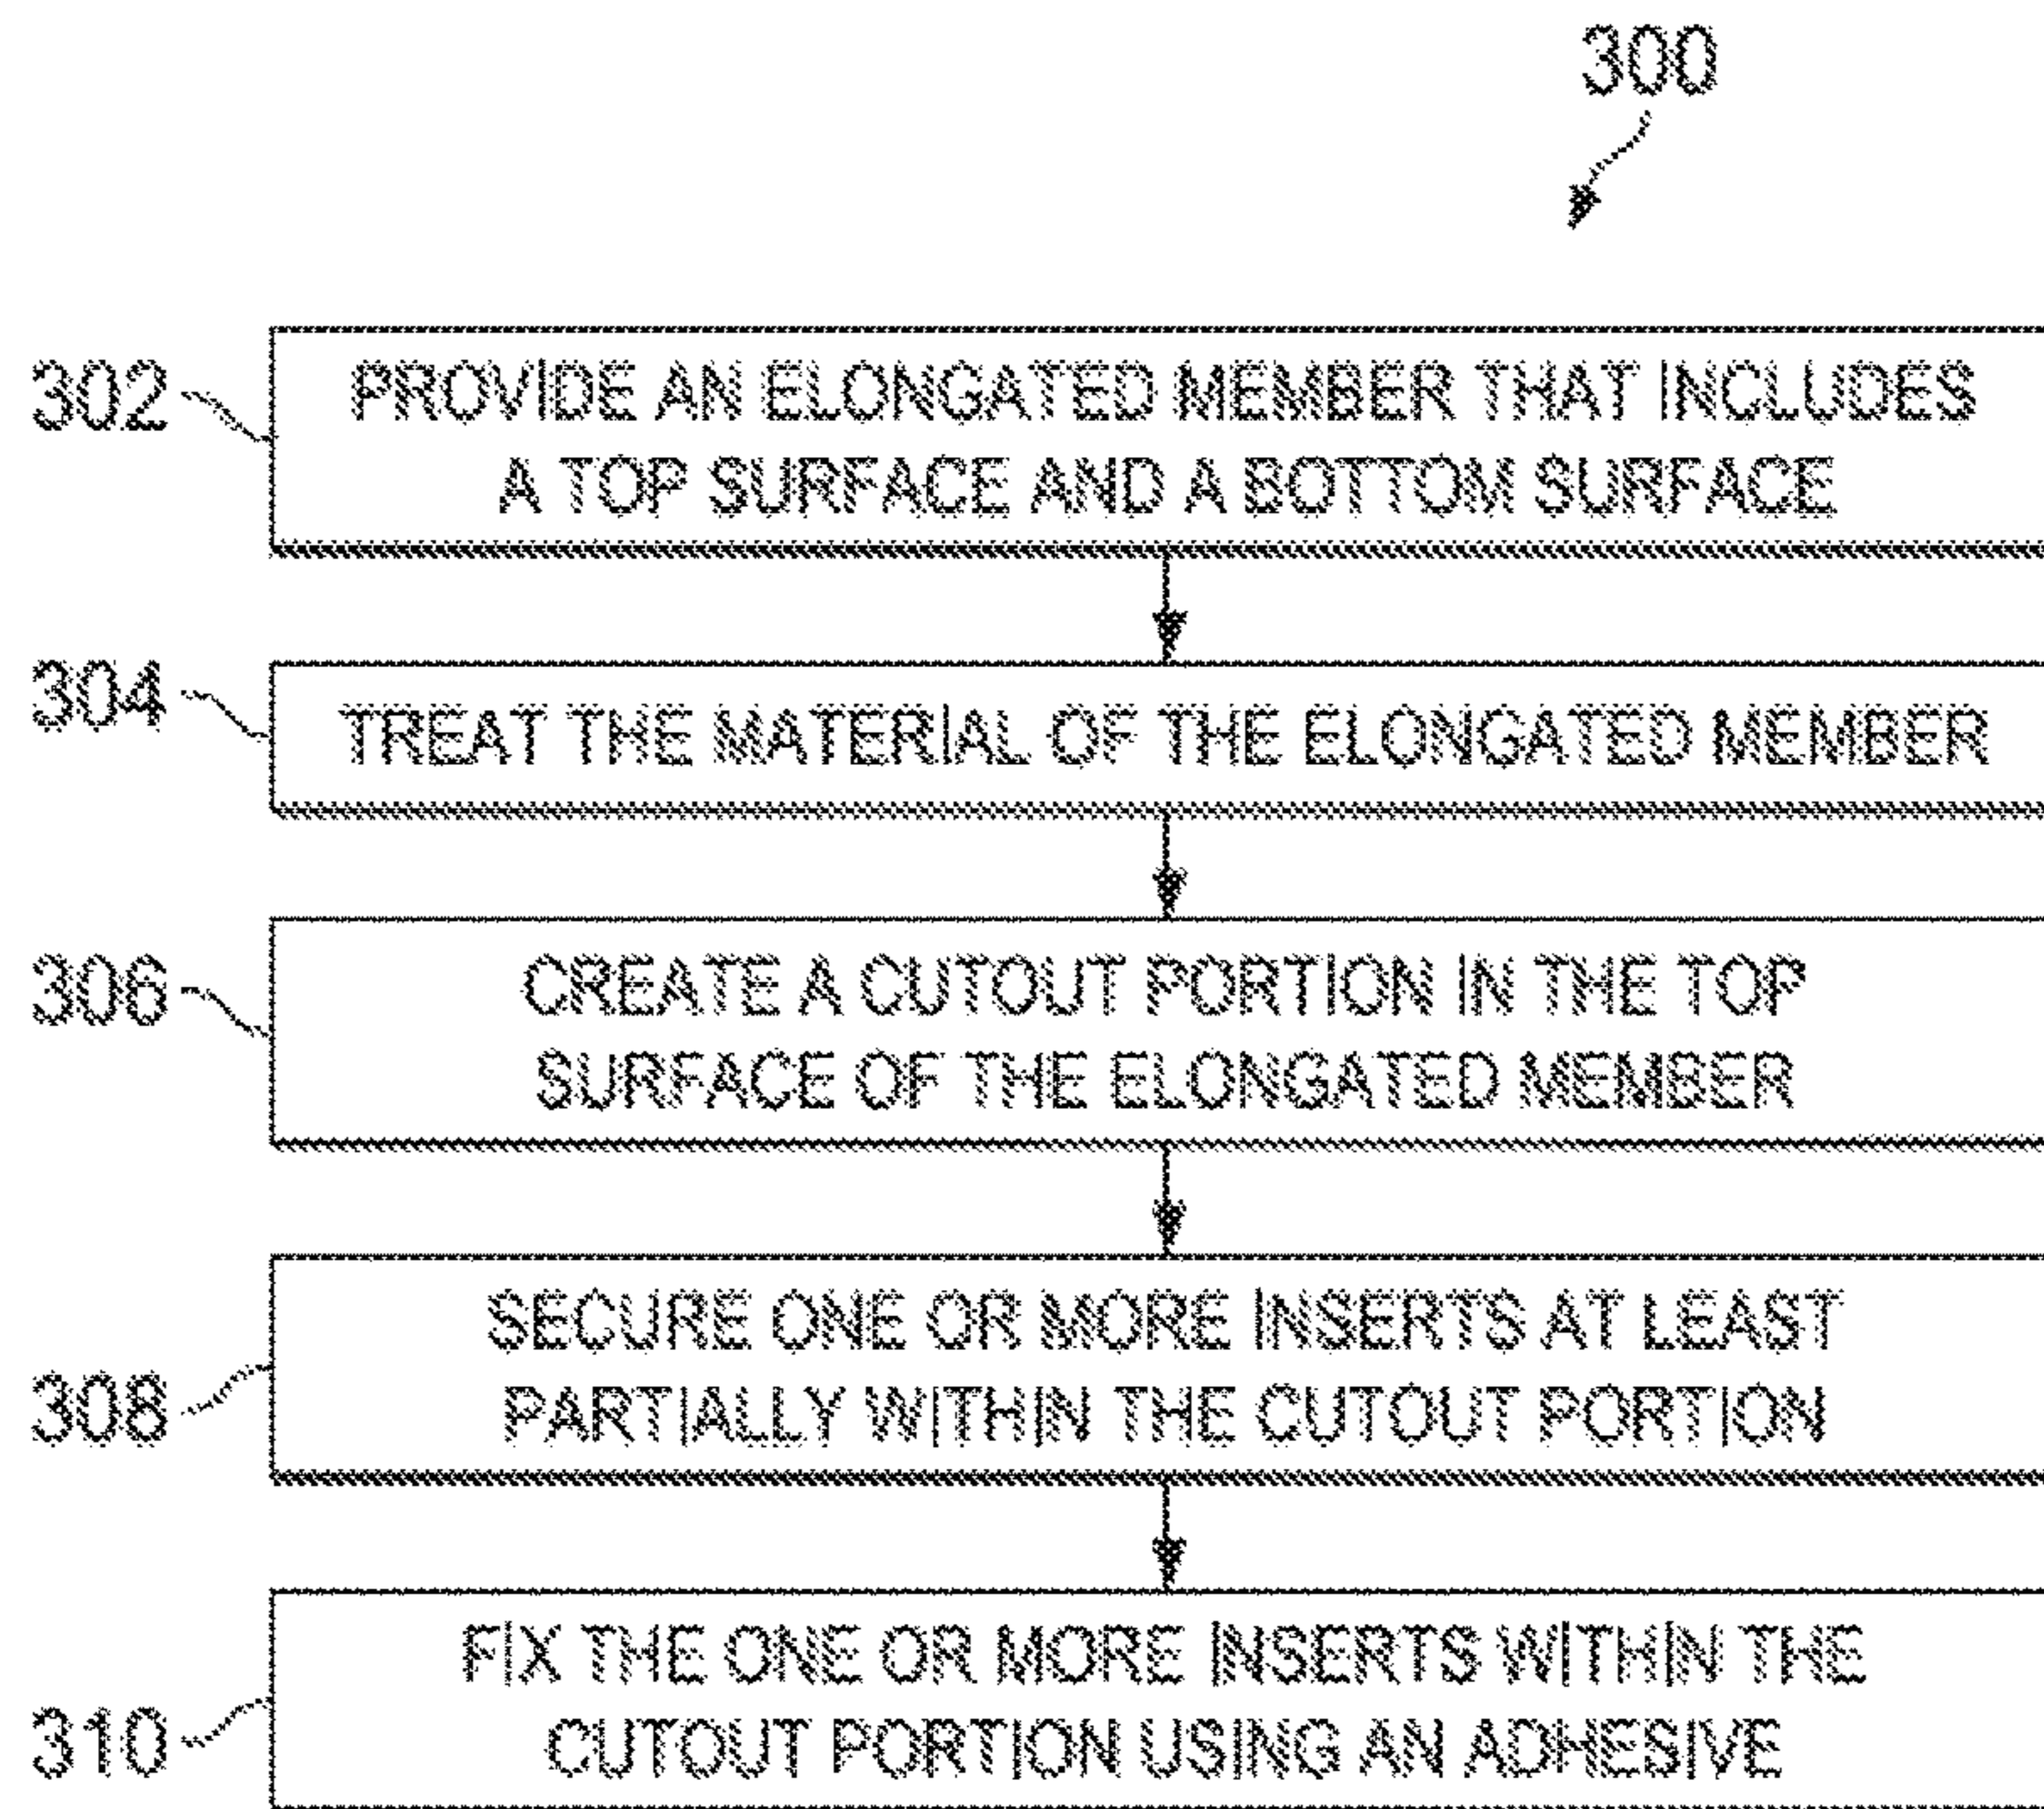 300
302
PROVIDE AN ELONGATED MEMBER THAT INCLUDES
A TOP SURFACE AND A BOTTOM SURFACE
304
TREAT THE MATERIAL OF THE ELONGATED MEMBER
306
CREATE A CUTOUT PORTION IN THE TOP
SURFACE OF THE ELONGATED MEMBER
308
SECURE ONE OR MORE INSERTS AT LEAST
PARTIALLY WITHIN THE CUTOUT PORTION
310
FIX THE ONE OR MORE INSERTS WITHIN THE
CUTOUT PORTION USING AN ADHESIVE